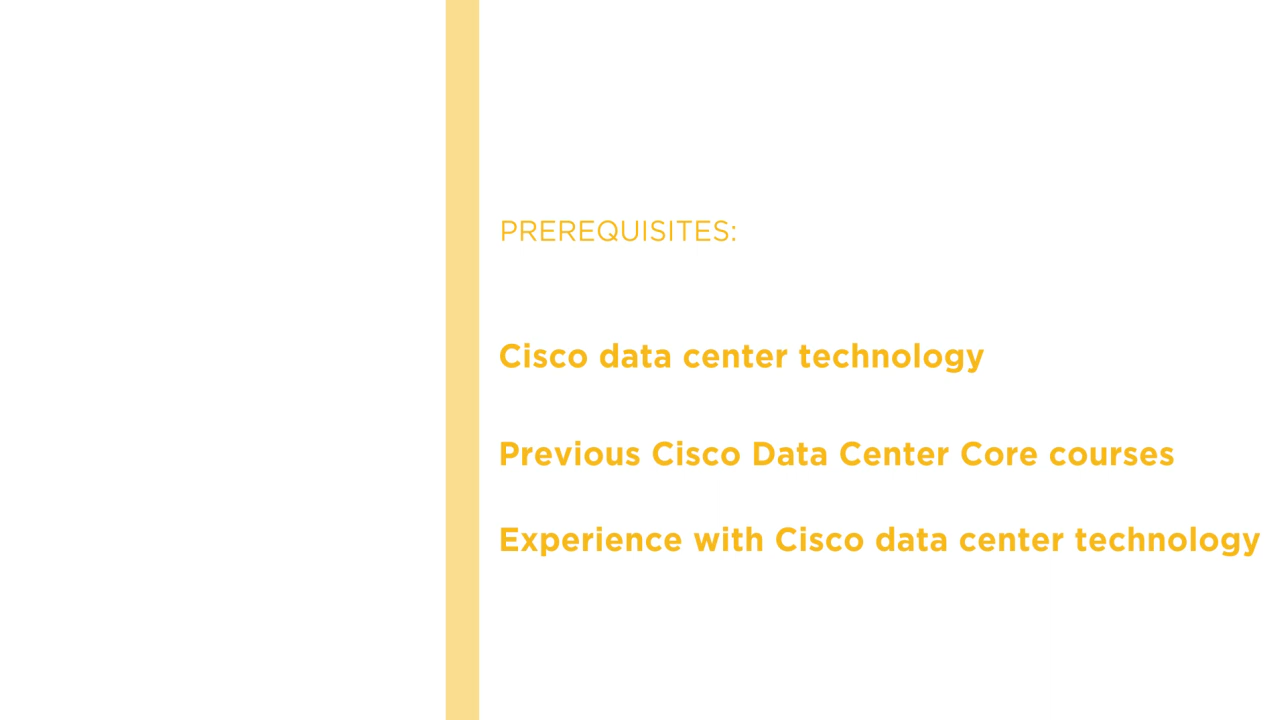 PREREQUISITES:
Cisco data center technology
Previous Cisco Data Center Core courses
Experience with Cisco data center technology